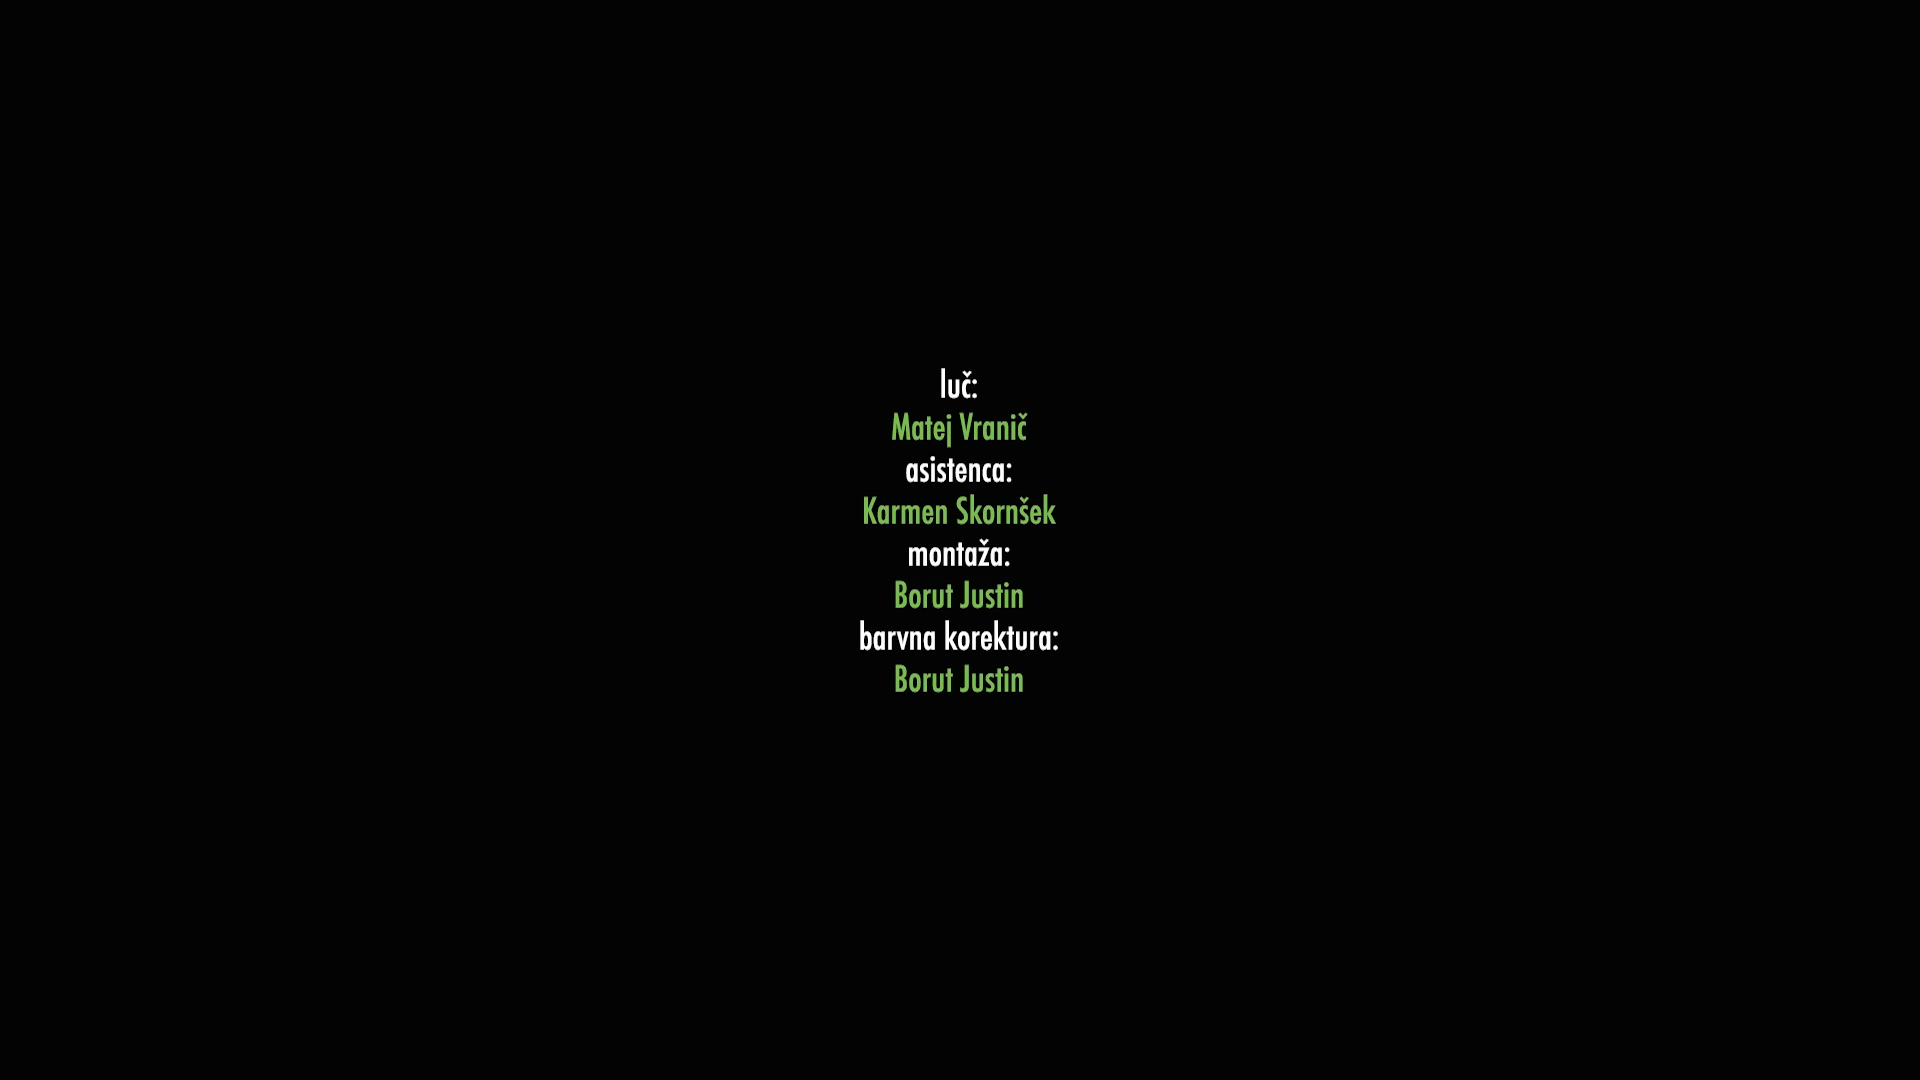 luč:
Matej Vranič
asistenca:
Karmen Skornšek
montaža:
Borut Justin
barvna korektura:
Borut Justin